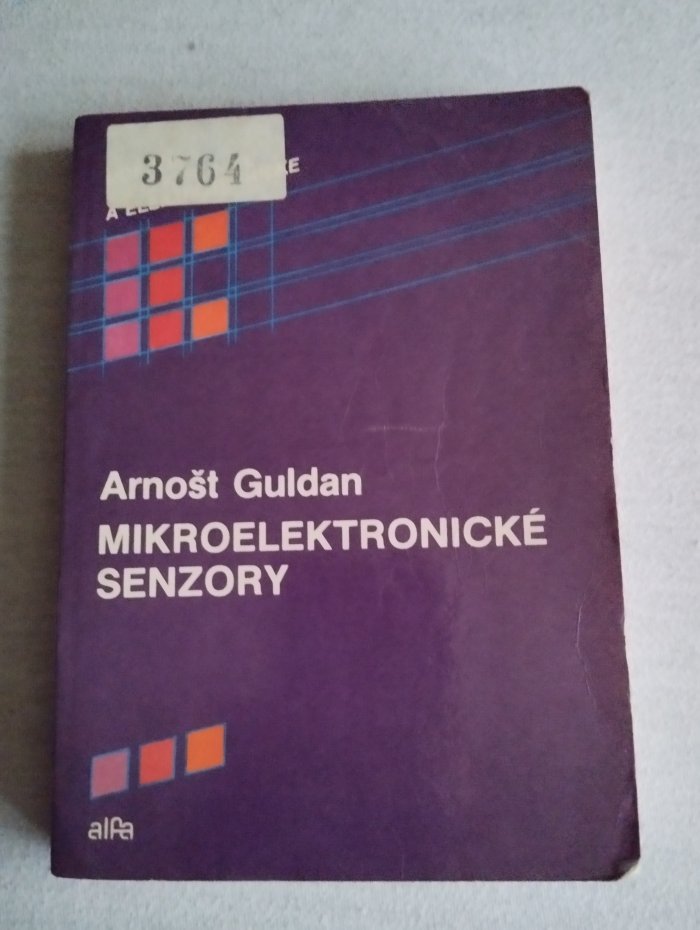 3764
A
Arnošt Guldan
MIKROELEKTRONICKÉ
SENZORY
alfa